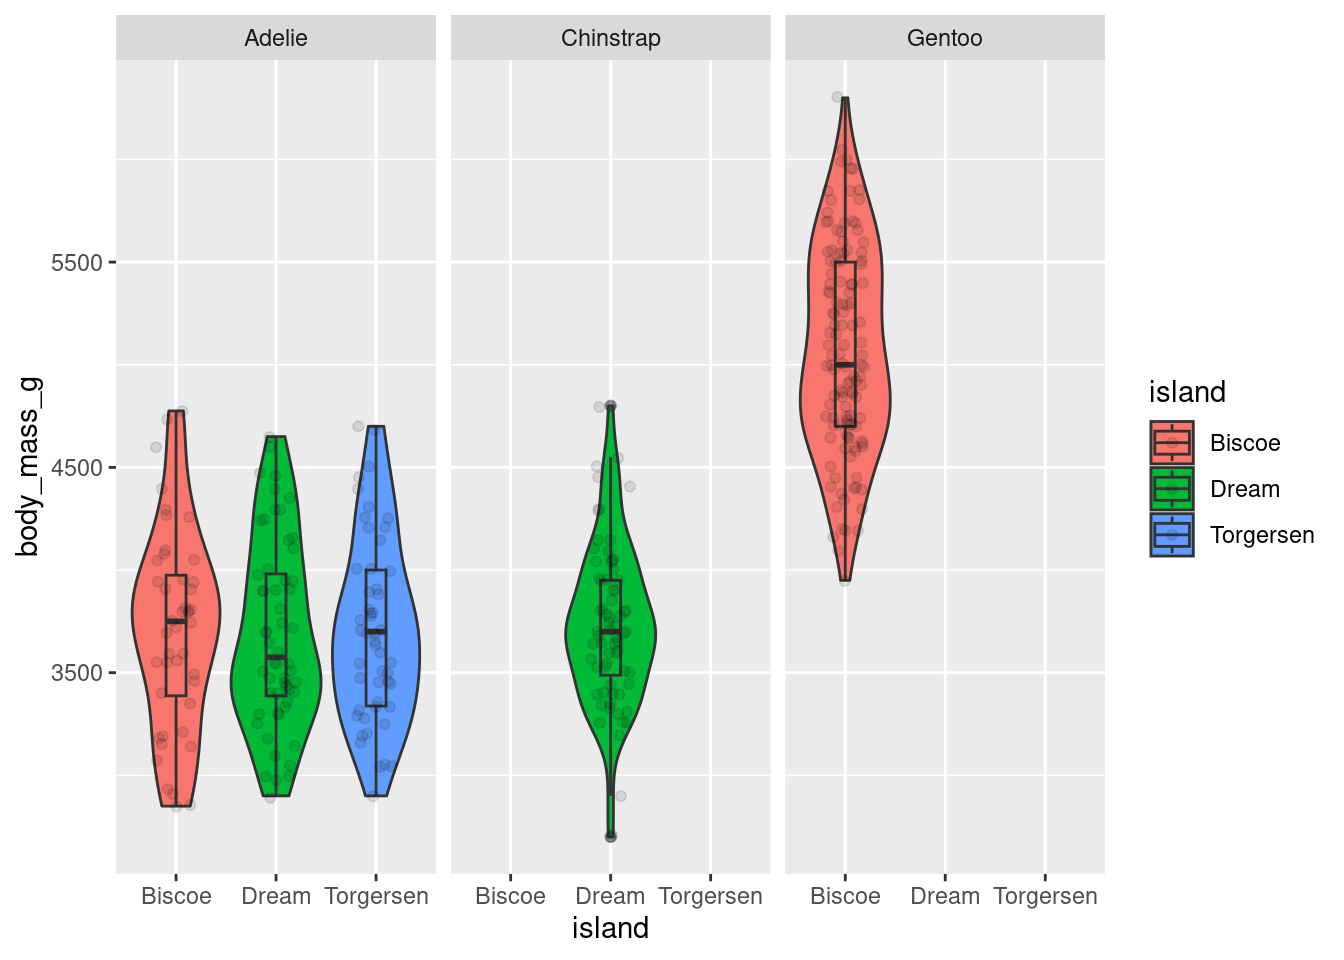 Adelie
Chinstrap
Gentoo
body_mass_g
5500
4500
3500
Biscoe
Dream
Torgersen
Biscoe
Dream
Torgersen
Biscoe
Dream
Torgersen
island
island
Biscoe
Dream
Torgersen